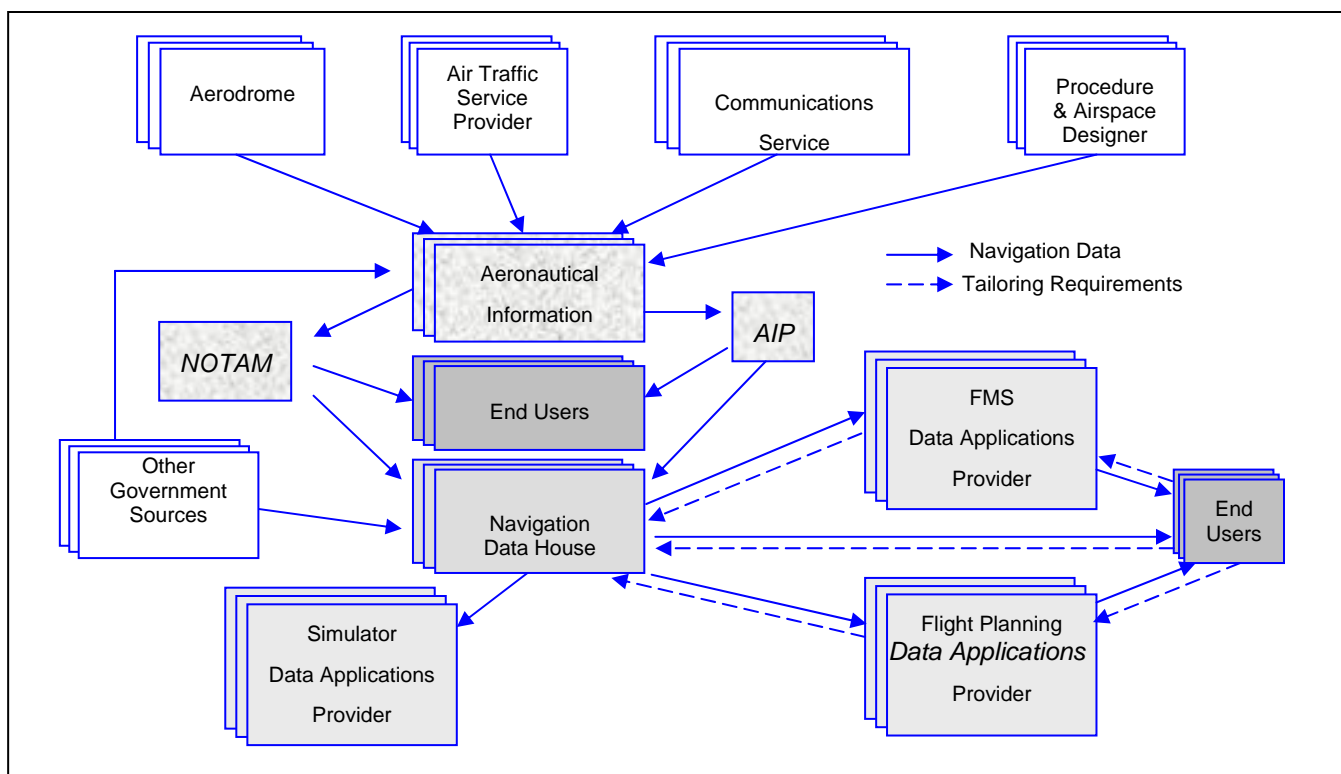 Aerodrome
Air Traffic
Service
Provider
Communications
Service
Procedure
& Airspace
Designer
Aeronautical
Information
Navigation Data
Tailoring Requirements
NOTAM
AIP
End Users
Other
Government
Sources
Navigation
Data House
FMS
Data Applications
Provider
End
Users
Simulator
Data Applications
Provider
Flight Planning
Data Applications
Provider